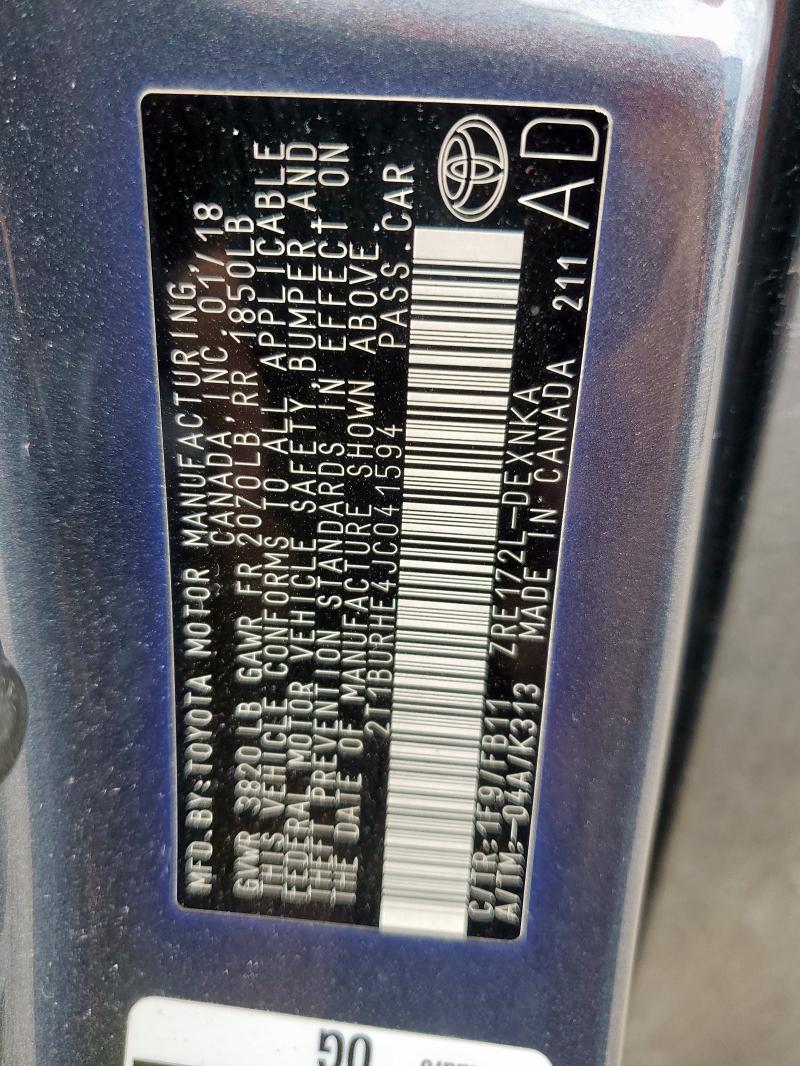 MFD.BY:TOYOTA MOTOR MANUFACTURING,
CANADA, INC. 01/18
GVWR 3820 LB GAWR FR 2070LB RR 1850LB
THIS VEHICLE CONFORMS TO ALL APPLICABLE
FEDERAL MOTOR VEHICLE SAFETY, BUMPER, AND
THEFT PREVENTION STANDARDS IN EFFECT ON
THE DATE OF MANUFACTURE SHOWN ABOVE.
2T1BURHE4JC041594 PASS.CAR
C/TR:1F9/FB11 ZRE172L-DEXNKA
A/TM:-04A/K313 MADE IN CANADA 211 AD